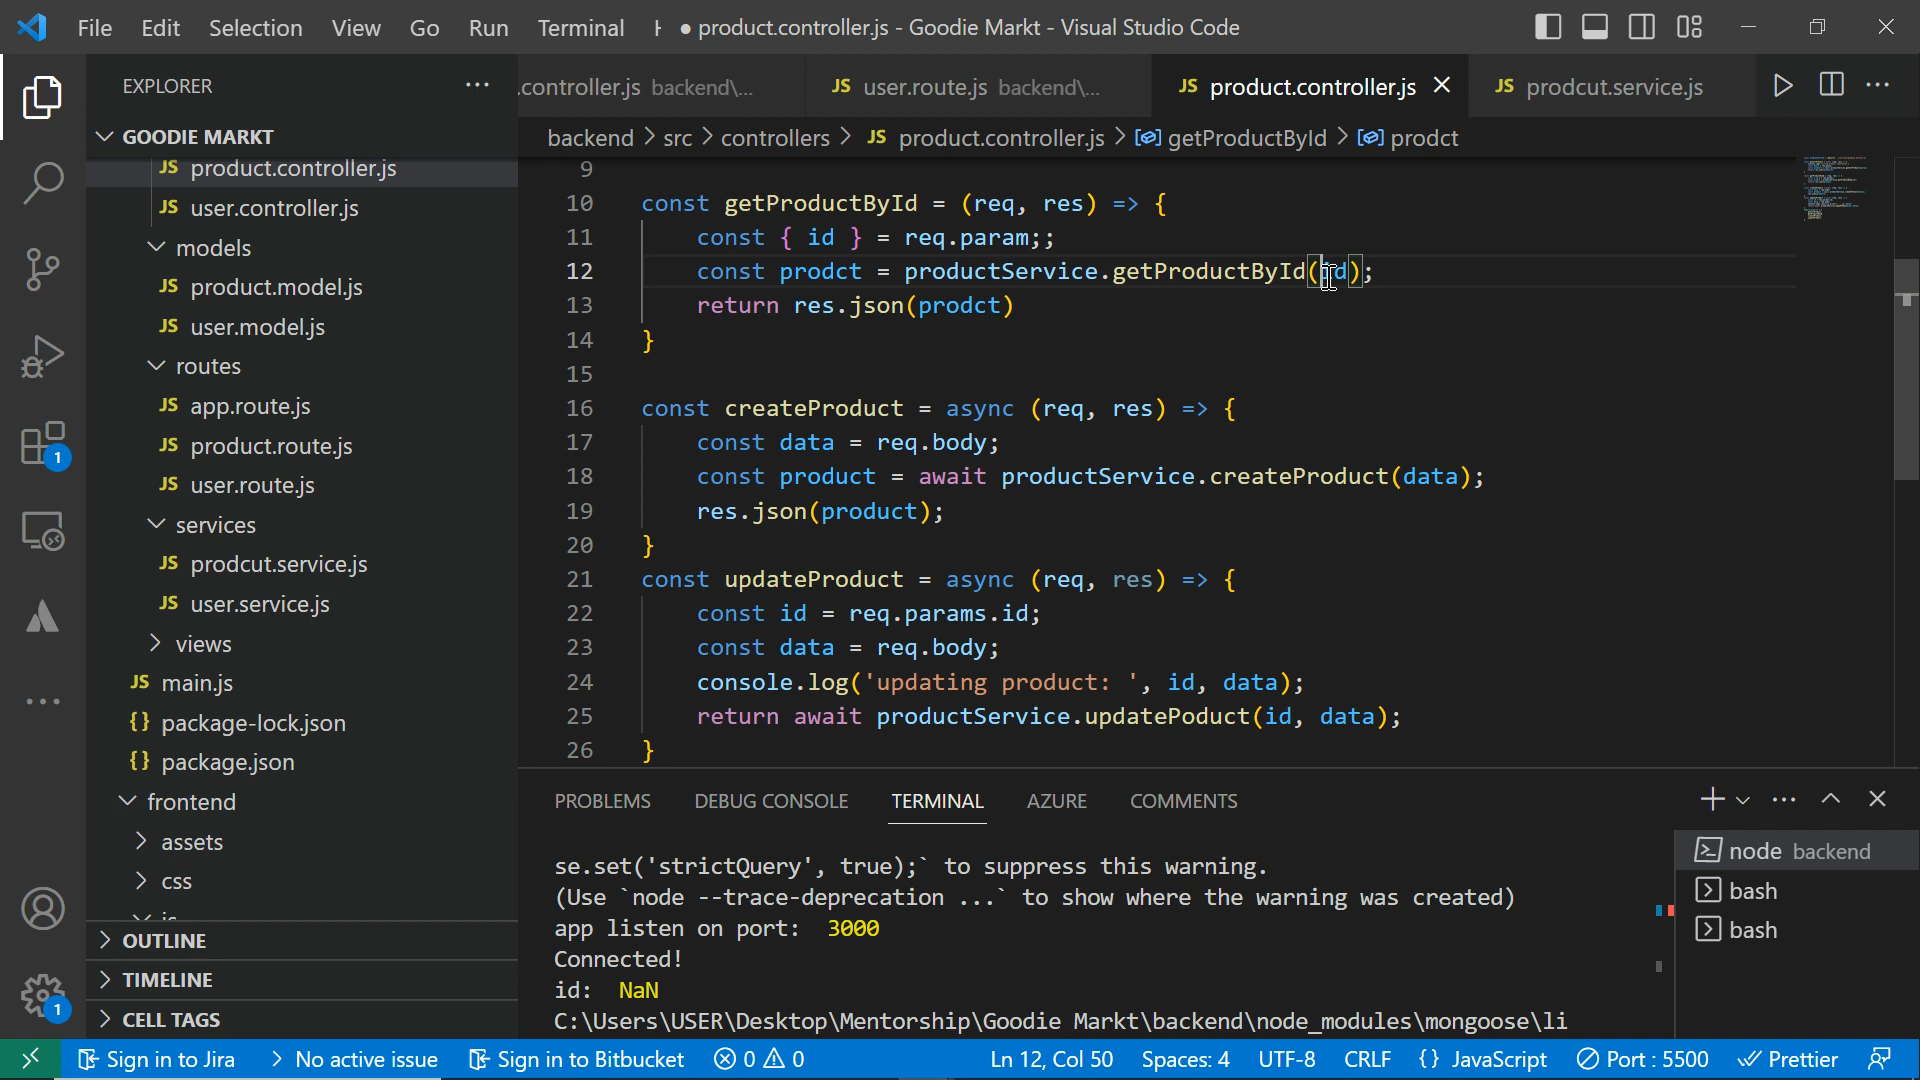 File Edit Selection View Go Run Terminal ● product.controller.js - Goodie Markt - Visual Studio Code
EXPLORER
.controller.js backend\...
JS user.route.js backend\...
JS product.controller.js
JS prodcut.service.js
GOODIE MARKT
JS product.controller.js
JS user.controller.js
models
JS product.model.js
JS user.model.js
routes
JS app.route.js
JS product.route.js
JS user.route.js
services
JS prodcut.service.js
JS user.service.js
views
JS main.js
{} package-lock.json
{} package.json
frontend
assets
css
js
OUTLINE
TIMELINE
CELL TAGS
1
1
backend > src > controllers > JS product.controller.js > getProductById > prodct
9
10 const getProductById = (req, res) => {
11 const { id } = req.param;;
12 const prodct = productService.getProductById(id);
13 return res.json(prodct)
14 }
15
16 const createProduct = async (req, res) => {
17 const data = req.body;
18 const product = await productService.createProduct(data);
19 res.json(product);
20 }
21 const updateProduct = async (req, res) => {
22 const id = req.params.id;
23 const data = req.body;
24 console.log('updating product: ', id, data);
25 return await productService.updatePoduct(id, data);
26 }
PROBLEMS DEBUG CONSOLE TERMINAL AZURE COMMENTS
se.set('strictQuery', true);` to suppress this warning.
(Use `node --trace-deprecation ...` to show where the warning was created)
app listen on port: 3000
Connected!
id: NaN
C:\Users\USER\Desktop\Mentorship\Goodie Markt\backend\node_modules\mongoose\li
node backend
bash
bash
Sign in to Jira > No active issue Sign in to Bitbucket 0 0 Ln 12, Col 50 Spaces: 4 UTF-8 CRLF {} JavaScript Port : 5500 Prettier